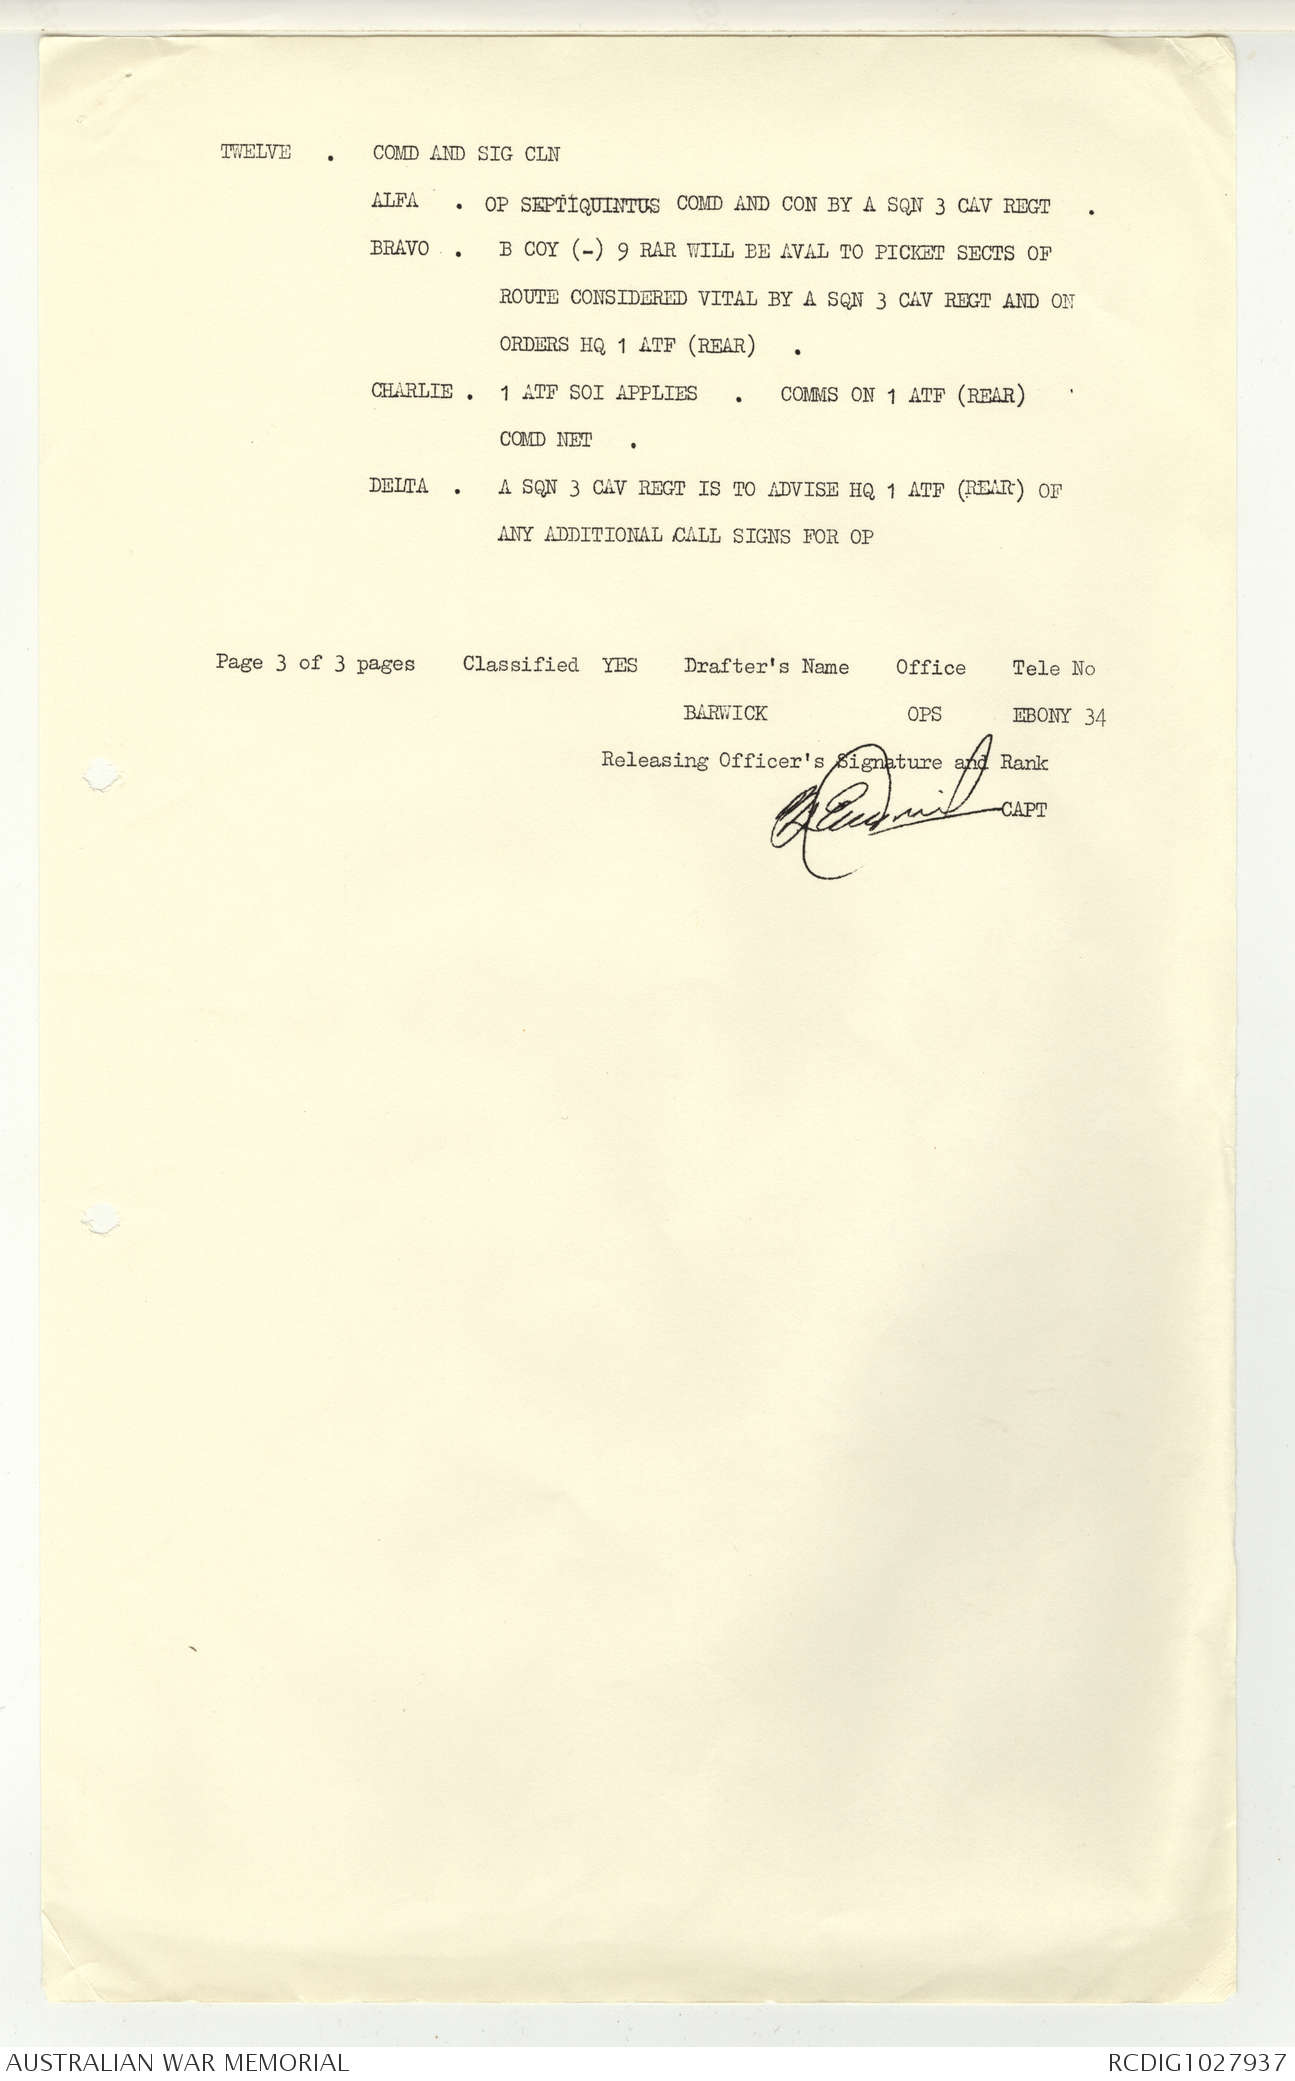 TWELVE . COMD AND SIG CLN
ALFA . OP SEPTIQUINTUS COMD AND CON BY A SQN 3 CAV REGT .
BRAVO . B COY (-) 9 RAR WILL BE AVAL TO PICKET SECTS OF
ROUTE CONSIDERED VITAL BY A SQN 3 CAV REGT AND ON
ORDERS HQ 1 ATF (REAR) .
CHARLIE . 1 ATF SOI APPLIES . COMMS ON 1 ATF (REAR)
COMD NET .
DELTA . A SQN 3 CAV REGT IS TO ADVISE HQ 1 ATF (REAR) OF
ANY ADDITIONAL CALL SIGNS FOR OP
Page 3 of 3 pages Classified YES Drafter's Name Office Tele No
BARWICK OPS EBONY 34
Releasing Officer's Signature and Rank
CAPT
AUSTRALIAN WAR MEMORIAL RCDIG1027937